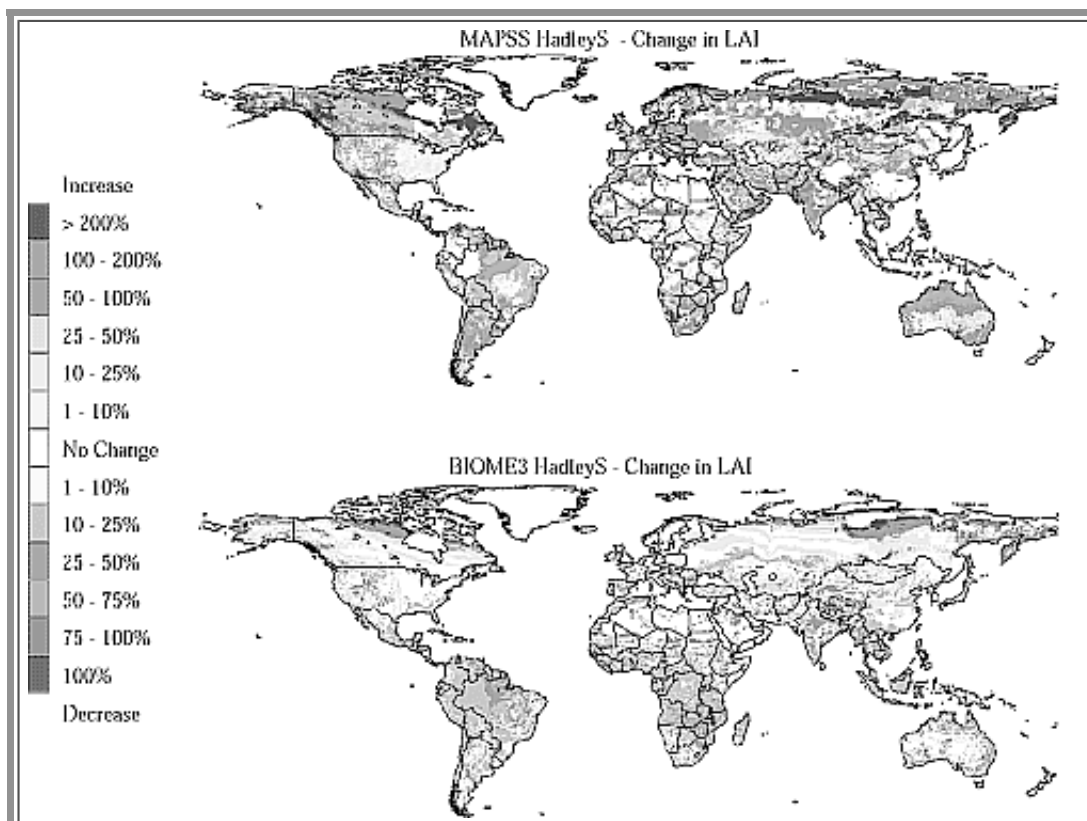 MAPSS HadleyS - Change in LAI
Increase
> 200%
100 - 200%
50 - 100%
25 - 50%
10 - 25%
1 - 10%
No Change
1 - 10%
10 - 25%
25 - 50%
50 - 75%
75 - 100%
100%
Decrease
BIOME3 HadleyS - Change in LAI